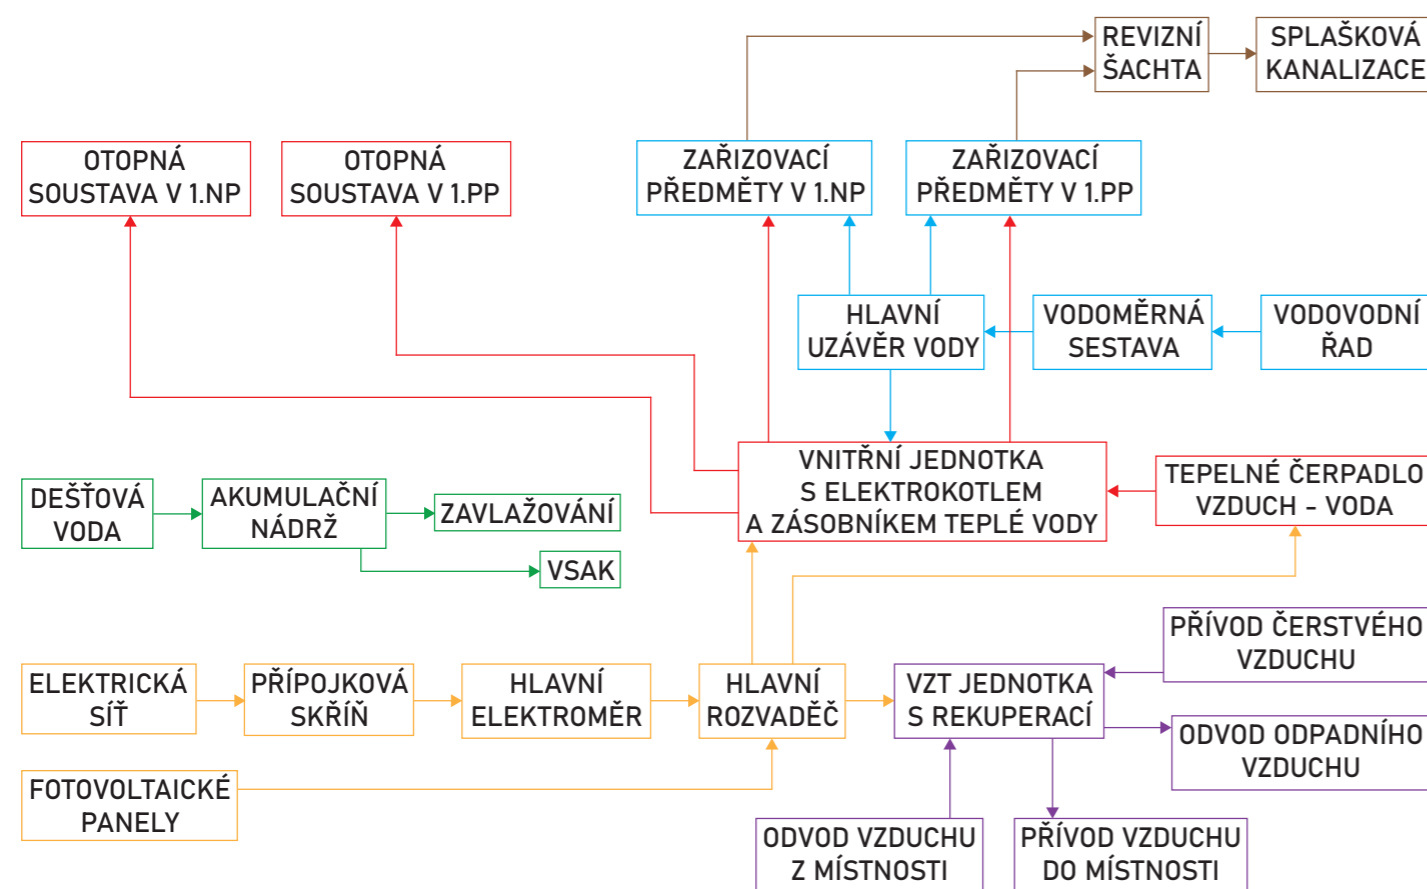 REVIZNÍ
ŠACHTA
SPLAŠKOVÁ
KANALIZACE
OTOPNÁ
SOUSTAVA V 1.NP
OTOPNÁ
SOUSTAVA V 1.PP
ZAŘIZOVACÍ
PŘEDMĚTY V 1.NP
ZAŘIZOVACÍ
PŘEDMĚTY V 1.PP
HLAVNÍ
UZÁVĚR VODY
VODOMĚRNÁ
SESTAVA
VODOVODNÍ
ŘAD
VNITŘNÍ JEDNOTKA
S ELEKTROKOTLEM
A ZÁSOBNÍKEM TEPLÉ VODY
TEPELNÉ ČERPADLO
VZDUCH - VODA
DEŠŤOVÁ
VODA
AKUMULAČNÍ
NÁDRŽ
ZAVLAŽOVÁNÍ
VSAK
PŘÍVOD ČERSTVÉHO
VZDUCHU
ELEKTRICKÁ
SÍŤ
PŘÍPOJKOVÁ
SKŘÍŇ
HLAVNÍ
ELEKTROMĚR
HLAVNÍ
ROZVADĚČ
VZT JEDNOTKA
S REKUPERACÍ
ODVOD ODPADNÍHO
VZDUCHU
FOTOVOLTAICKÉ
PANELY
ODVOD VZDUCHU
Z MÍSTNOSTI
PŘÍVOD VZDUCHU
DO MÍSTNOSTI